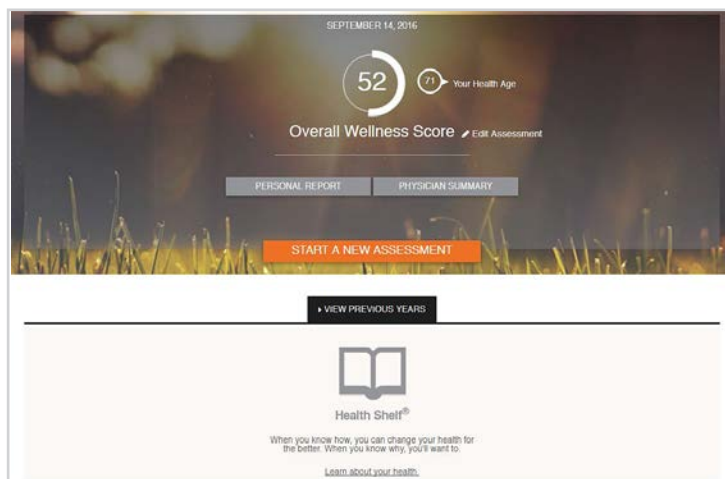 SEPTEMBER 14, 2016
52
71
Your Health Age
Overall Wellness Score
Edit Assessment
PERSONAL REPORT
PHYSICIAN SUMMARY
START A NEW ASSESSMENT
VIEW PREVIOUS YEARS
Health Shelf®
When you know how, you can change your health for
the better. When you know why, you'll want to.
Learn about your health.